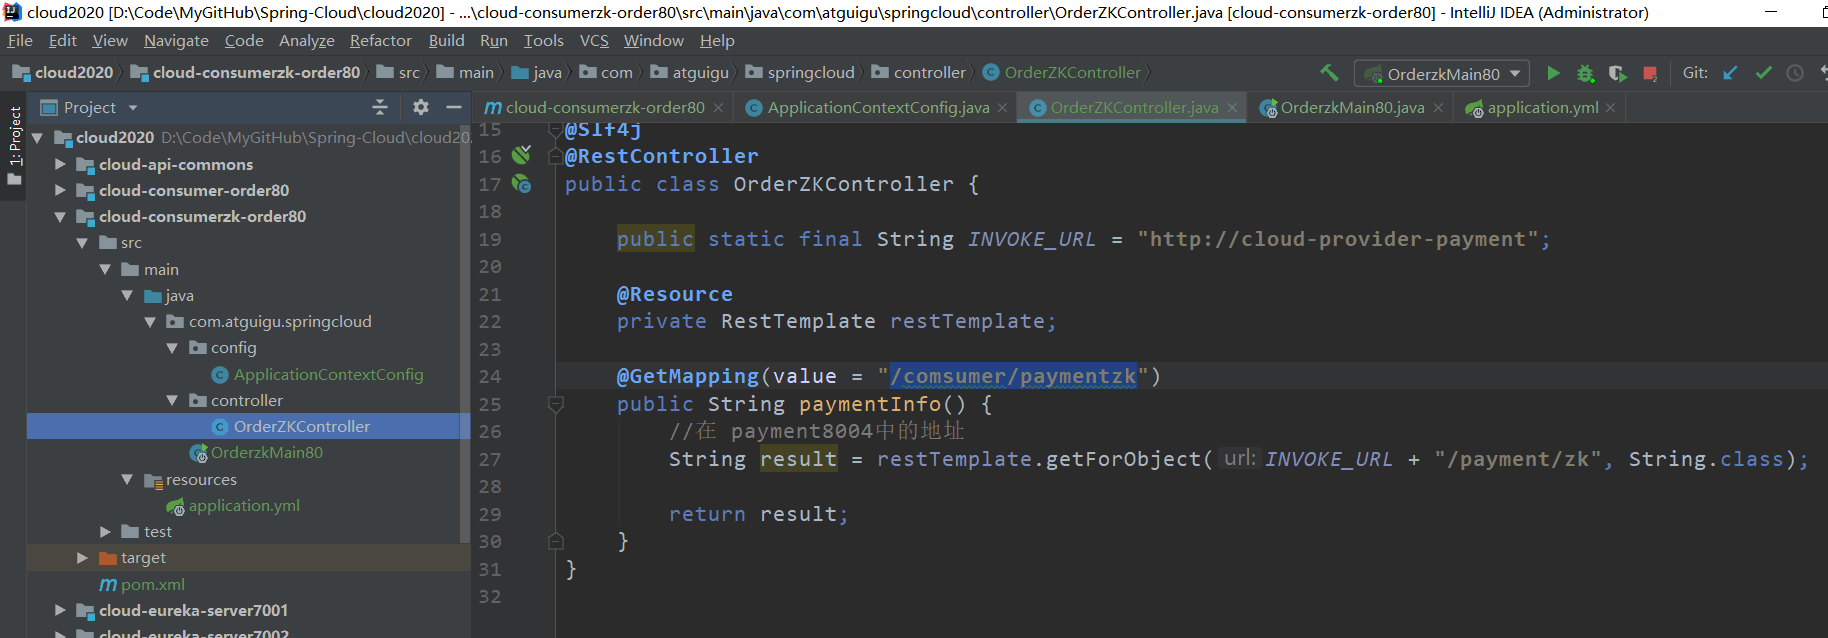 cloud2020 [D:\Code\MyGitHub\Spring-Cloud\cloud2020] - ...\cloud-consumerzk-order80\src\main\java\com\atguigu\springcloud\controller\OrderZKController.java [cloud-consumerzk-order80] - IntelliJ IDEA (Administrator)
File Edit View Navigate Code Analyze Refactor Build Run Tools VCS Window Help
cloud2020 cloud-consumerzk-order80 src main java com atguigu springcloud controller OrderZKController OrderzkMain80 Git:
Project
cloud-consumerzk-order80 ApplicationContextConfig.java OrderZKController.java OrderzkMain80.java application.yml
1: Project
cloud2020 D:\Code\MyGitHub\Spring-Cloud\cloud20
cloud-api-commons
cloud-consumer-order80
cloud-consumerzk-order80
src
main
java
com.atguigu.springcloud
config
ApplicationContextConfig
controller
OrderZKController
OrderzkMain80
resources
application.yml
test
target
pom.xml
cloud-eureka-server7001
cloud-eureka-server7002
15 @Slf4j
16 @RestController
17 public class OrderZKController {
18
19 public static final String INVOKE_URL = "http://cloud-provider-payment";
20
21 @Resource
22 private RestTemplate restTemplate;
23
24 @GetMapping(value = "/comsumer/paymentzk")
25 public String paymentInfo() {
26 //在 payment8004中的地址
27 String result = restTemplate.getForObject( url: INVOKE_URL + "/payment/zk", String.class);
28
29 return result;
30 }
31 }
32